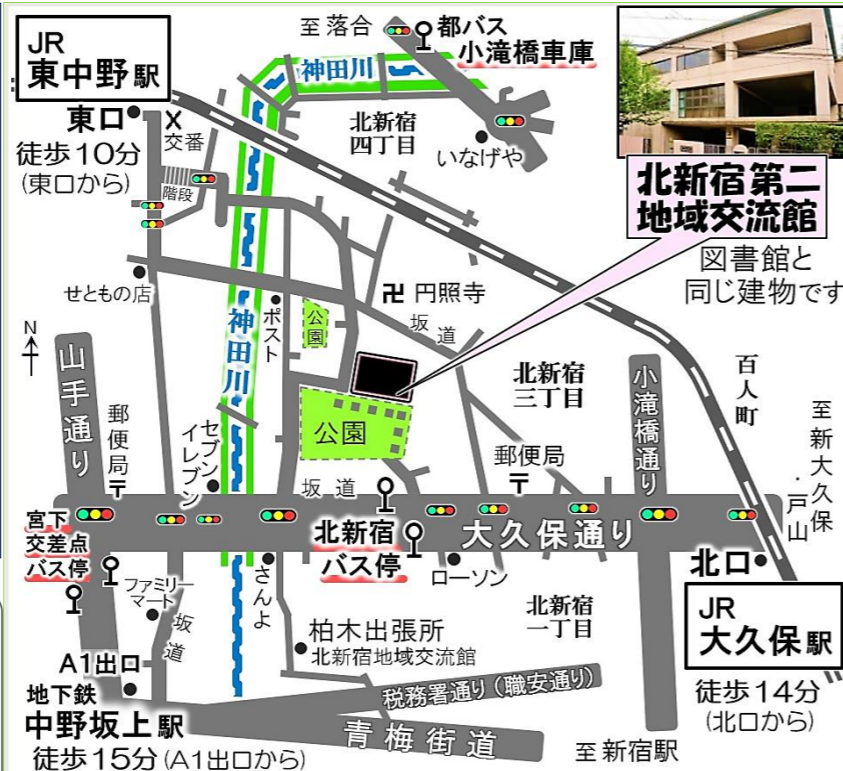 JR
東中野駅
東口
徒歩10分
(東口から)
X
交番
階段
至落合
都バス
小滝橋車庫
神田川
北新宿
四丁目
いなげや
北新宿第二
地域交流館
図書館と
同じ建物です
せともの店
ポスト
公園
卍 円照寺
坂道
N
山手通り
郵便局
〒
セブン
イレブン
神田川
公園
坂道
北新宿
三丁目
郵便局
〒
小滝橋通り
百人町
至新大久保
・戸山
宮下
交差点
バス停
北新宿
バス停
大久保通り
ローソン
北口
JR
大久保駅
徒歩14分
(北口から)
ファミリー
マート
坂道
さんよ
柏木出張所
北新宿地域交流館
北新宿
一丁目
A1出口
地下鉄
中野坂上駅
徒歩15分(A1出口から)
税務署通り(職安通り)
青梅街道
至新宿駅